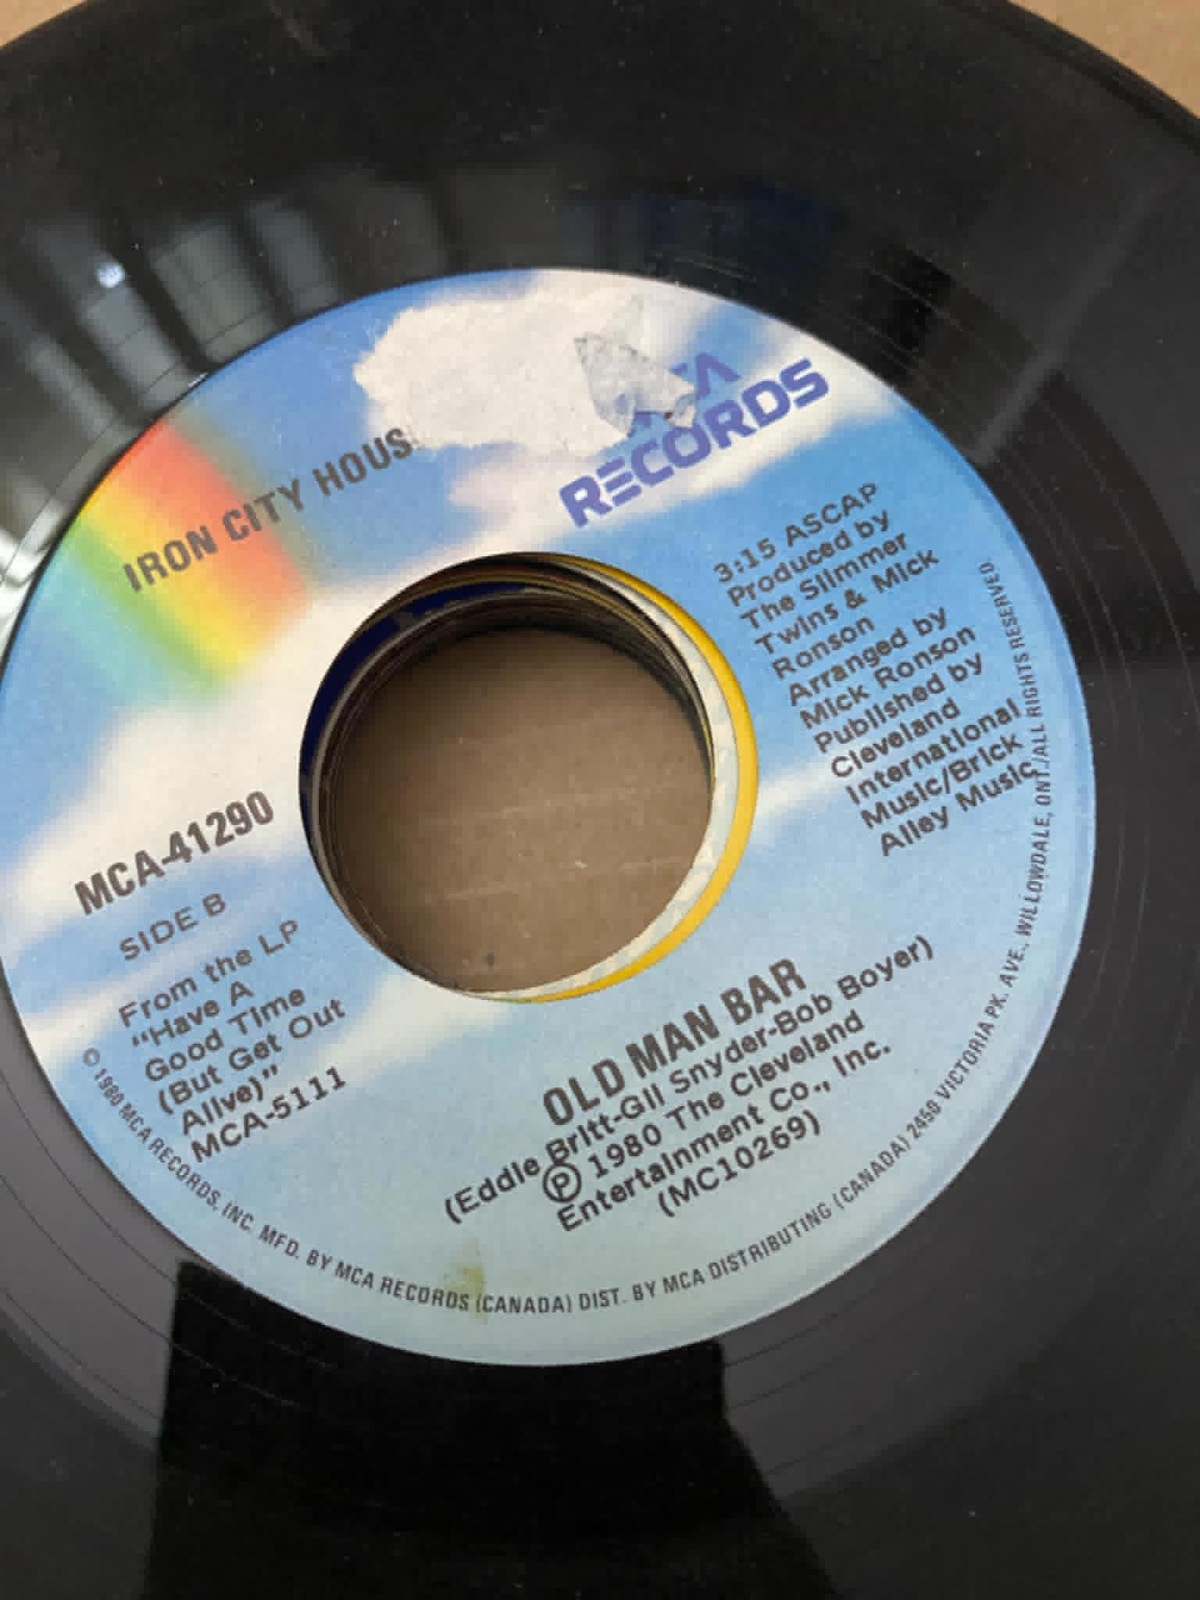 IRON CITY HOUS
RECORDS
3:15 ASCAP
Produced by
The Slimmer
Twins & Mick
Ronson
Arranged by
Mick Ronson
Published by
Cleveland
International
Music/Brick
Alley Music
MCA-41290
SIDE B
From the LP
"Have A
Good Time
(But Get Out
Alive)"
MCA-5111
OLD MAN BAR
(Eddie Britt-Gil Snyder-Bob Boyer)
Ⓟ 1980 The Cleveland
Entertainment Co., Inc.
(MC10269)
© 1980 MCA RECORDS, INC. MFD. BY MCA RECORDS (CANADA) DIST. BY MCA DISTRIBUTING (CANADA) 2450 VICTORIA PK. AVE., WILLOWDALE, ONT./ALL RIGHTS RESERVED.